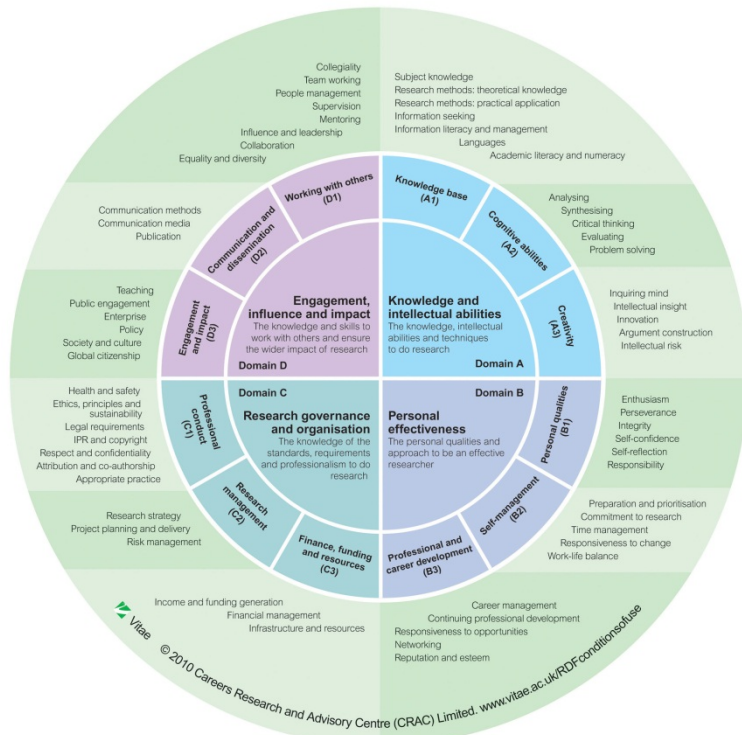 Collegiality
Team working
People management
Supervision
Mentoring
Influence and leadership
Collaboration
Equality and diversity
Subject knowledge
Research methods: theoretical knowledge
Research methods: practical application
Information seeking
Information literacy and management
Languages
Academic literacy and numeracy
Communication methods
Communication media
Publication
Analysing
Synthesising
Critical thinking
Evaluating
Problem solving
Teaching
Public engagement
Enterprise
Policy
Society and culture
Global citizenship
Inquiring mind
Intellectual insight
Innovation
Argument construction
Intellectual risk
Working with others
(D1)
Communication and
dissemination
(D2)
Engagement
and impact
(D3)
Knowledge base
(A1)
Cognitive abilities
(A2)
Creativity
(A3)
Engagement,
influence and impact
The knowledge and skills to
work with others and ensure
the wider impact of research
Domain D
Knowledge and
intellectual abilities
The knowledge, intellectual
abilities and techniques
to do research
Domain A
Domain C
Research governance
and organisation
The knowledge of the
standards, requirements
and professionalism to do
research
Domain B
Personal
effectiveness
The personal qualities and
approach to be an effective
researcher
Professional
conduct
(C1)
Research
management
(C2)
Finance, funding
and resources
(C3)
Personal qualities
(B1)
Self-management
(B2)
Professional and
career development
(B3)
Health and safety
Ethics, principles and
sustainability
Legal requirements
IPR and copyright
Respect and confidentiality
Attribution and co-authorship
Appropriate practice
Enthusiasm
Perseverance
Integrity
Self-confidence
Self-reflection
Responsibility
Research strategy
Project planning and delivery
Risk management
Preparation and prioritisation
Commitment to research
Time management
Responsiveness to change
Work-life balance
Income and funding generation
Financial management
Infrastructure and resources
Career management
Continuing professional development
Responsiveness to opportunities
Networking
Reputation and esteem
Vitae © 2010 Careers Research and Advisory Centre (CRAC) Limited. www.vitae.ac.uk/RDFconditionsofuse